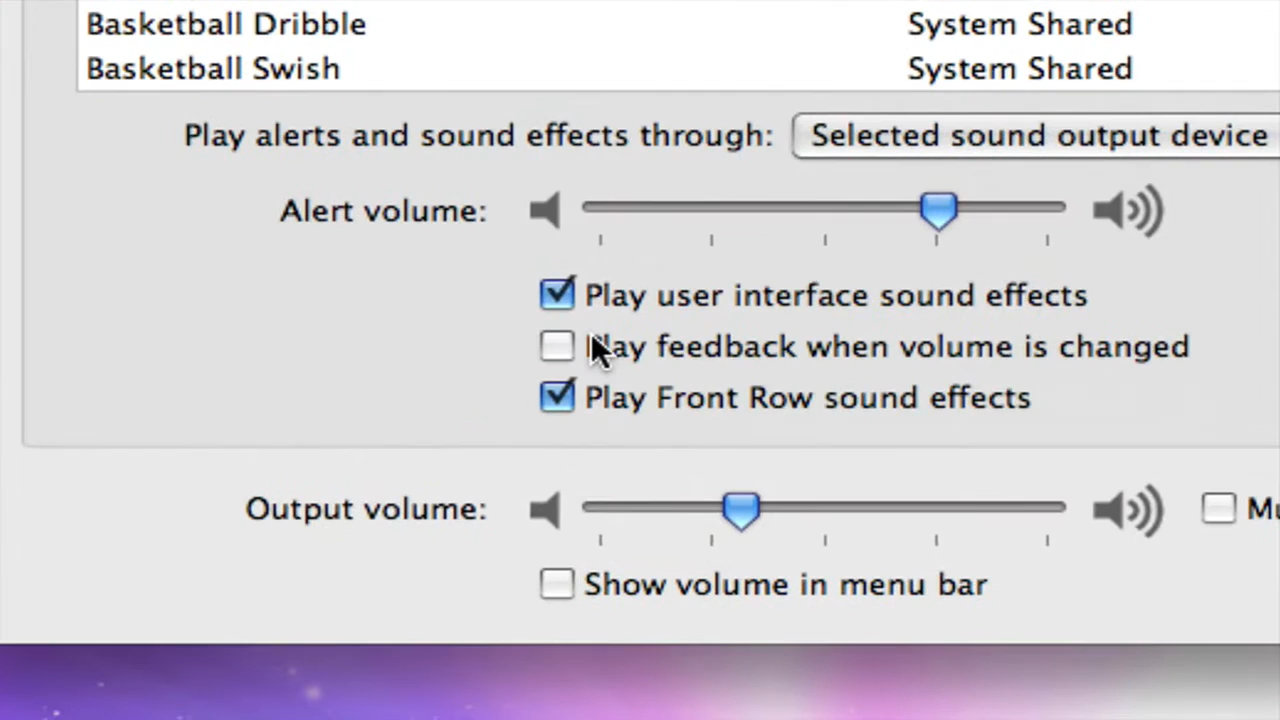 Basketball Dribble System Shared
Basketball Swish System Shared
Play alerts and sound effects through: Selected sound output device
Alert volume:
Play user interface sound effects
Play feedback when volume is changed
Play Front Row sound effects
Output volume:
Show volume in menu bar